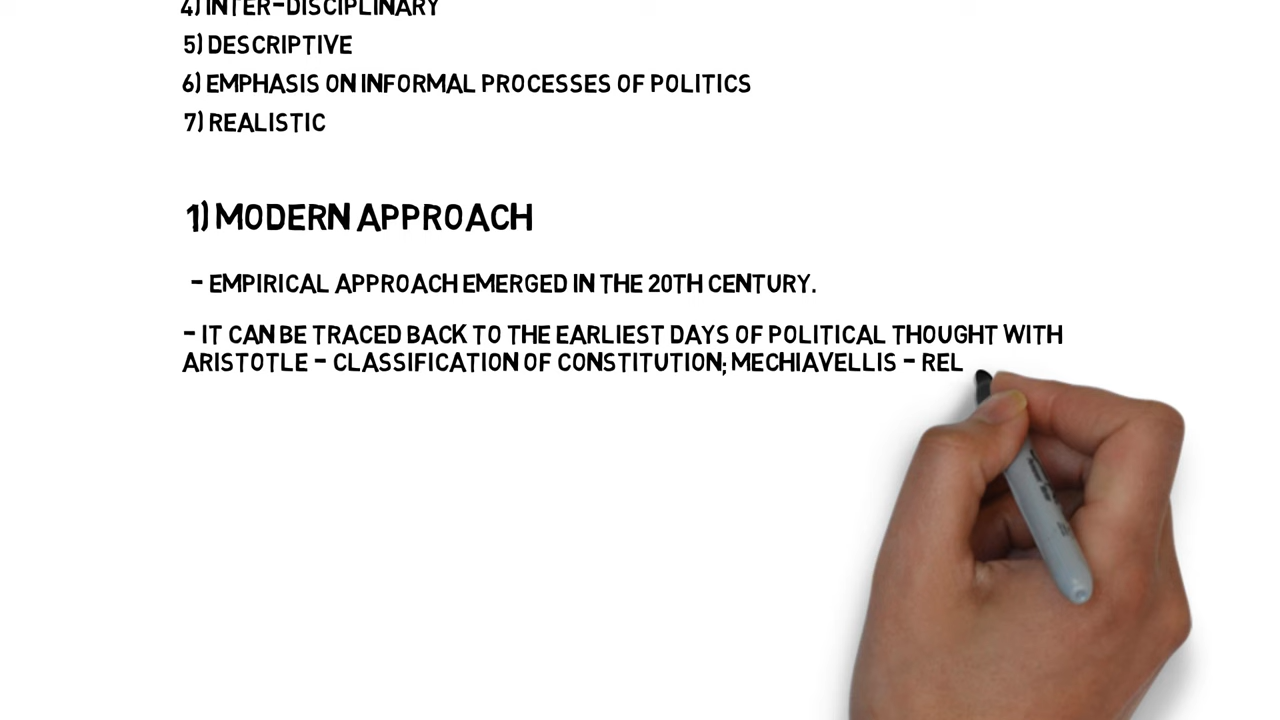 4) INTER-DISCIPLINARY
5) DESCRIPTIVE
6) EMPHASIS ON INFORMAL PROCESSES OF POLITICS
7) REALISTIC
1) MODERN APPROACH
- EMPIRICAL APPROACH EMERGED IN THE 20TH CENTURY.
- IT CAN BE TRACED BACK TO THE EARLIEST DAYS OF POLITICAL THOUGHT WITH
ARISTOTLE - CLASSIFICATION OF CONSTITUTION; MECHIAVELLIS - REL